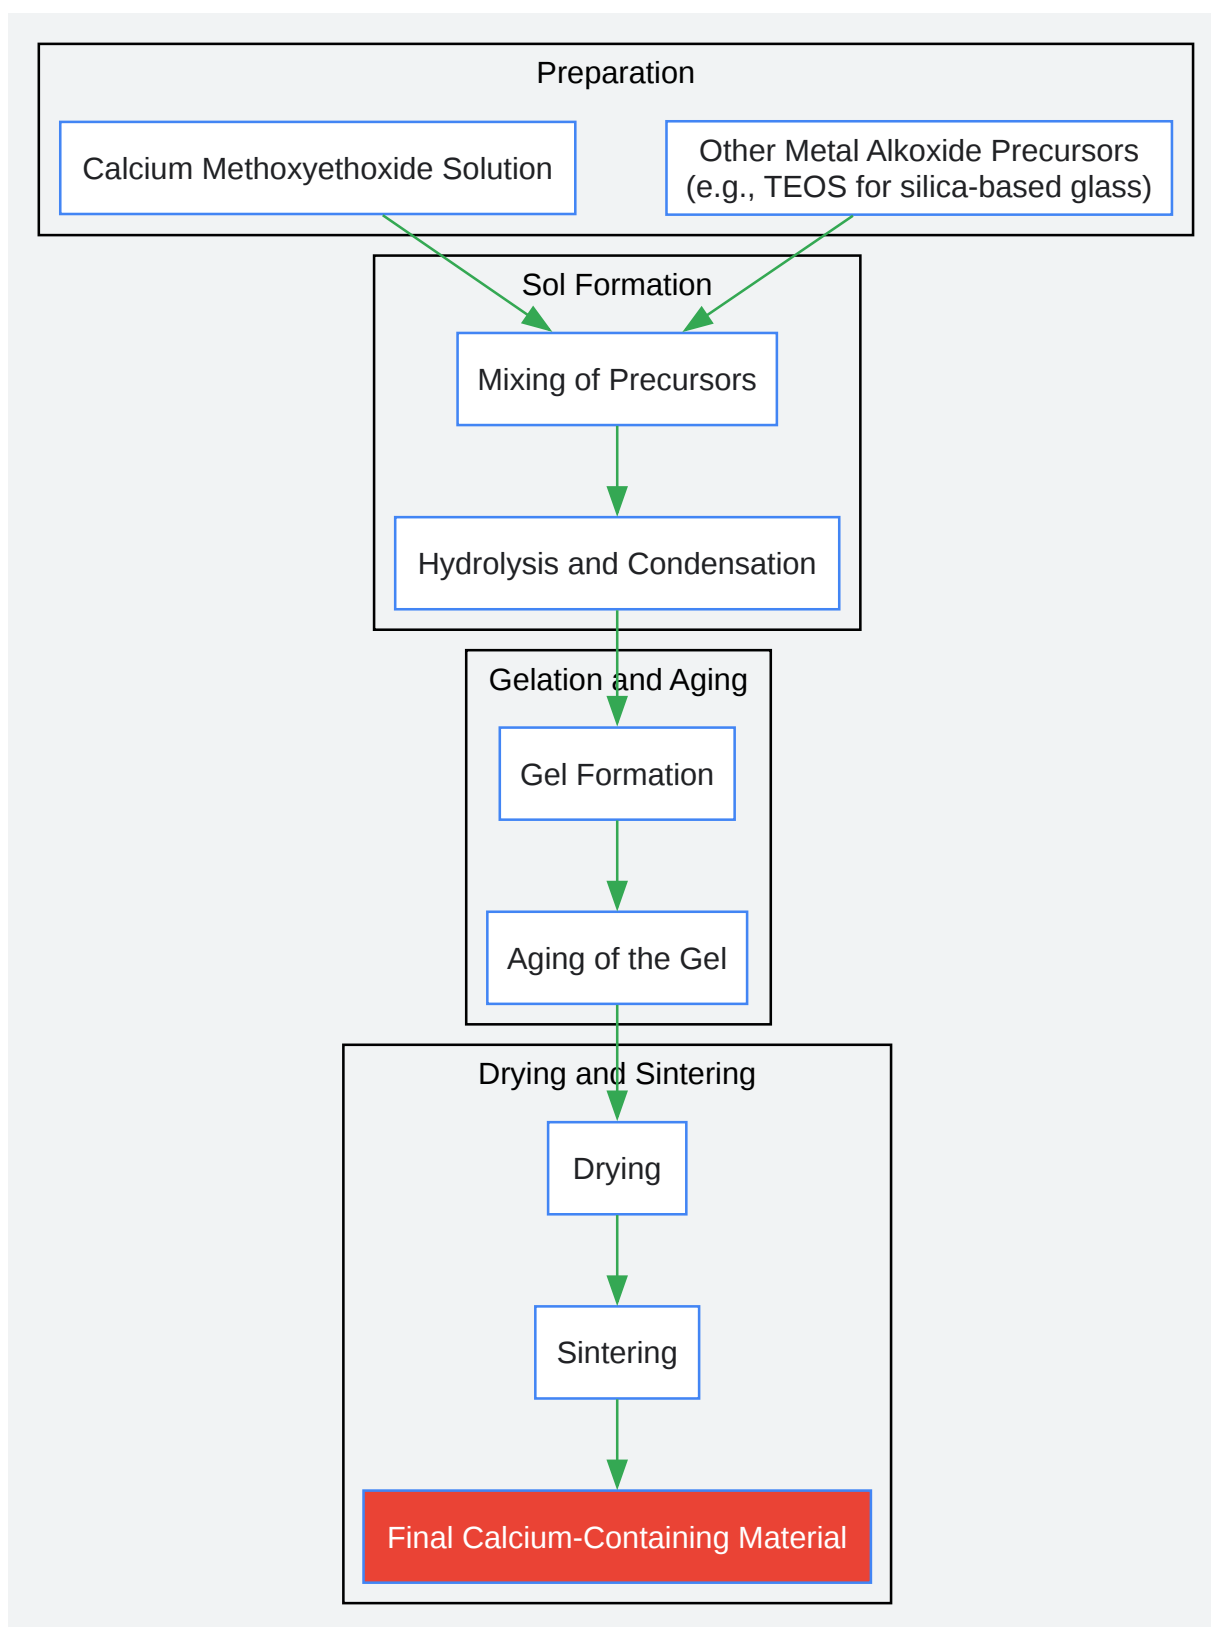 Preparation
Calcium Methoxyethoxide Solution
Other Metal Alkoxide Precursors
(e.g., TEOS for silica-based glass)
Sol Formation
Mixing of Precursors
Hydrolysis and Condensation
Gelation and Aging
Gel Formation
Aging of the Gel
Drying and Sintering
Drying
Sintering
Final Calcium-Containing Material